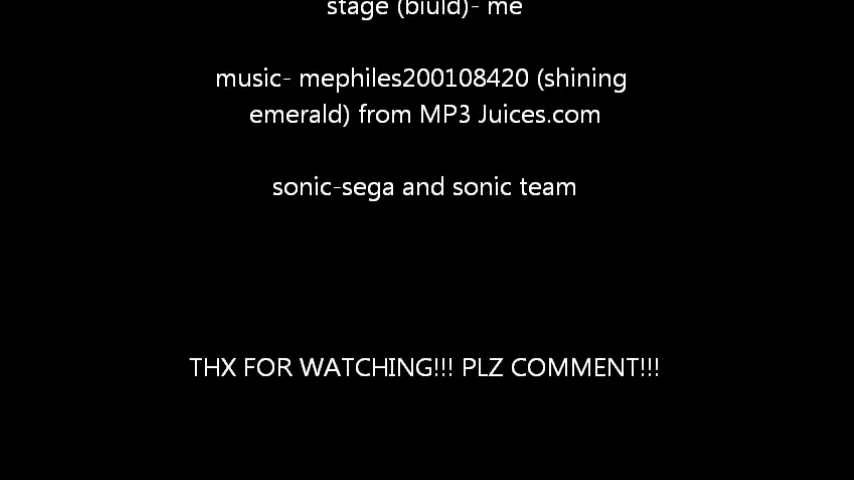 stage (biuld)- me
music- mephiles200108420 (shining
emerald) from MP3 Juices.com
sonic-sega and sonic team
THX FOR WATCHING!!! PLZ COMMENT!!!